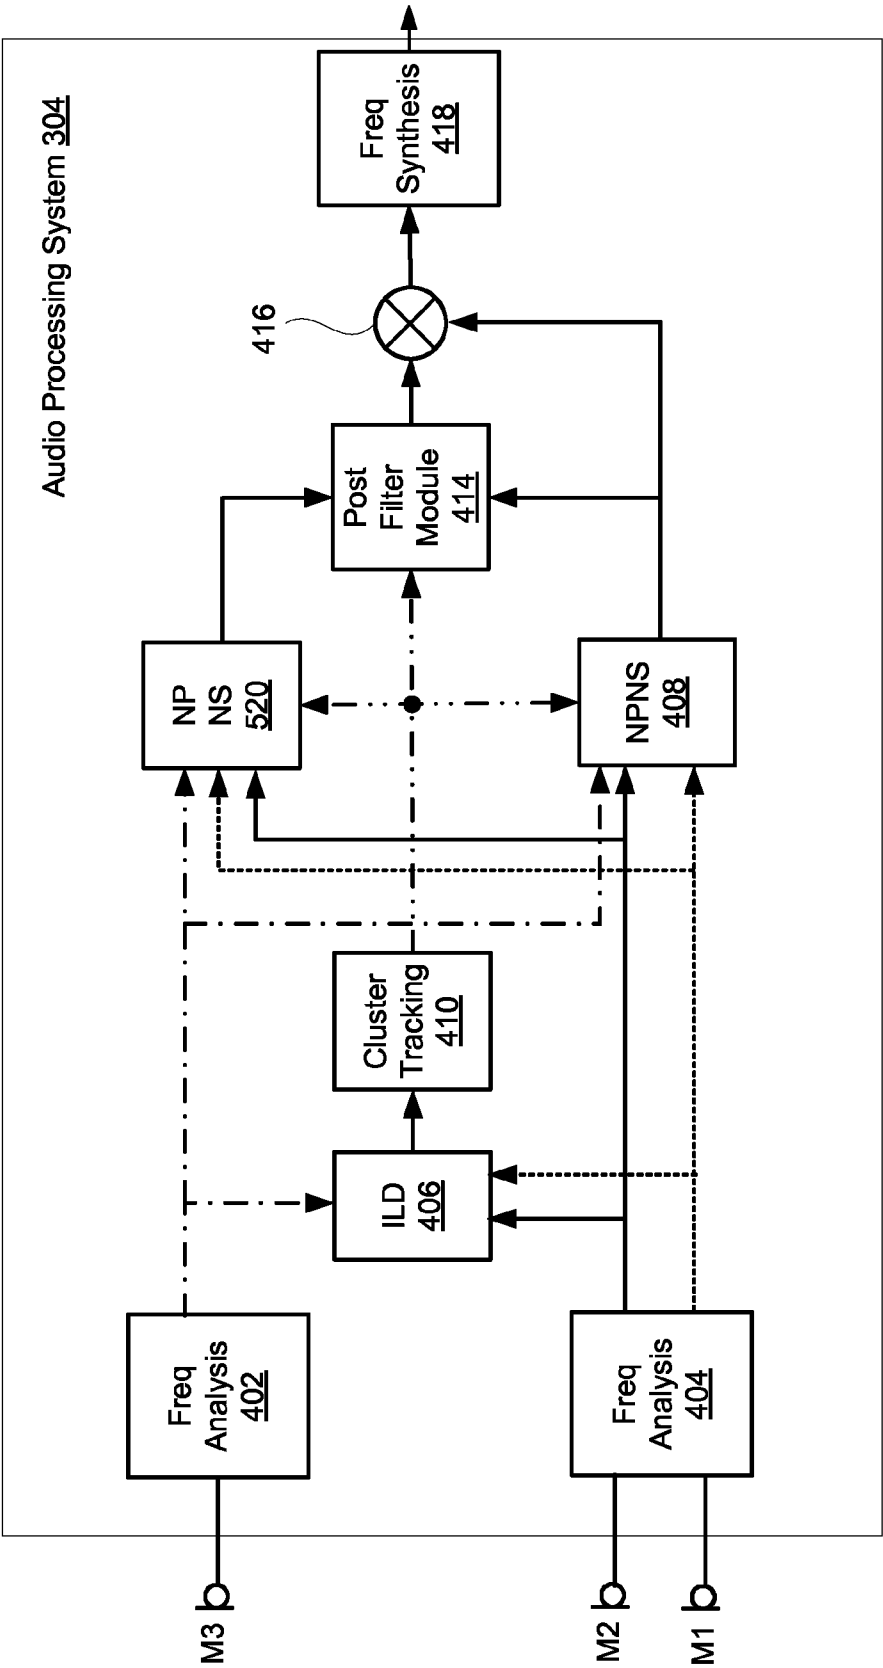 Audio Processing System 304
M3
M2
M1
Freq
Analysis
402
Freq
Analysis
404
ILD
406
Cluster
Tracking
410
NP
NS
520
NPNS
408
Post
Filter
Module
414
416
Freq
Synthesis
418